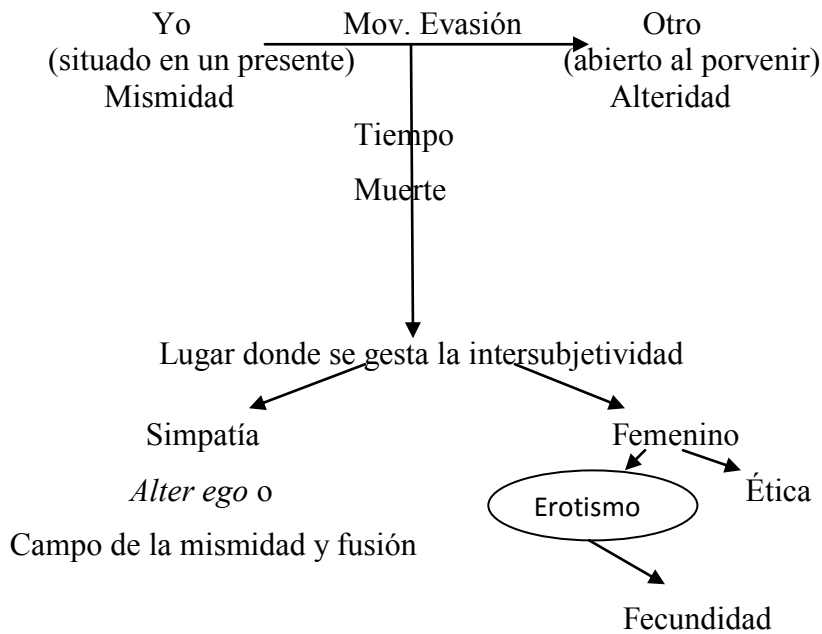 Yo Mov. Evasión Otro
(situado en un presente) (abierto al porvenir)
Mismidad Alteridad
Tiempo
Muerte
Lugar donde se gesta la intersubjetividad
Simpatía Femenino
Alter ego o Erotismo Ética
Campo de la mismidad y fusión
Fecundidad